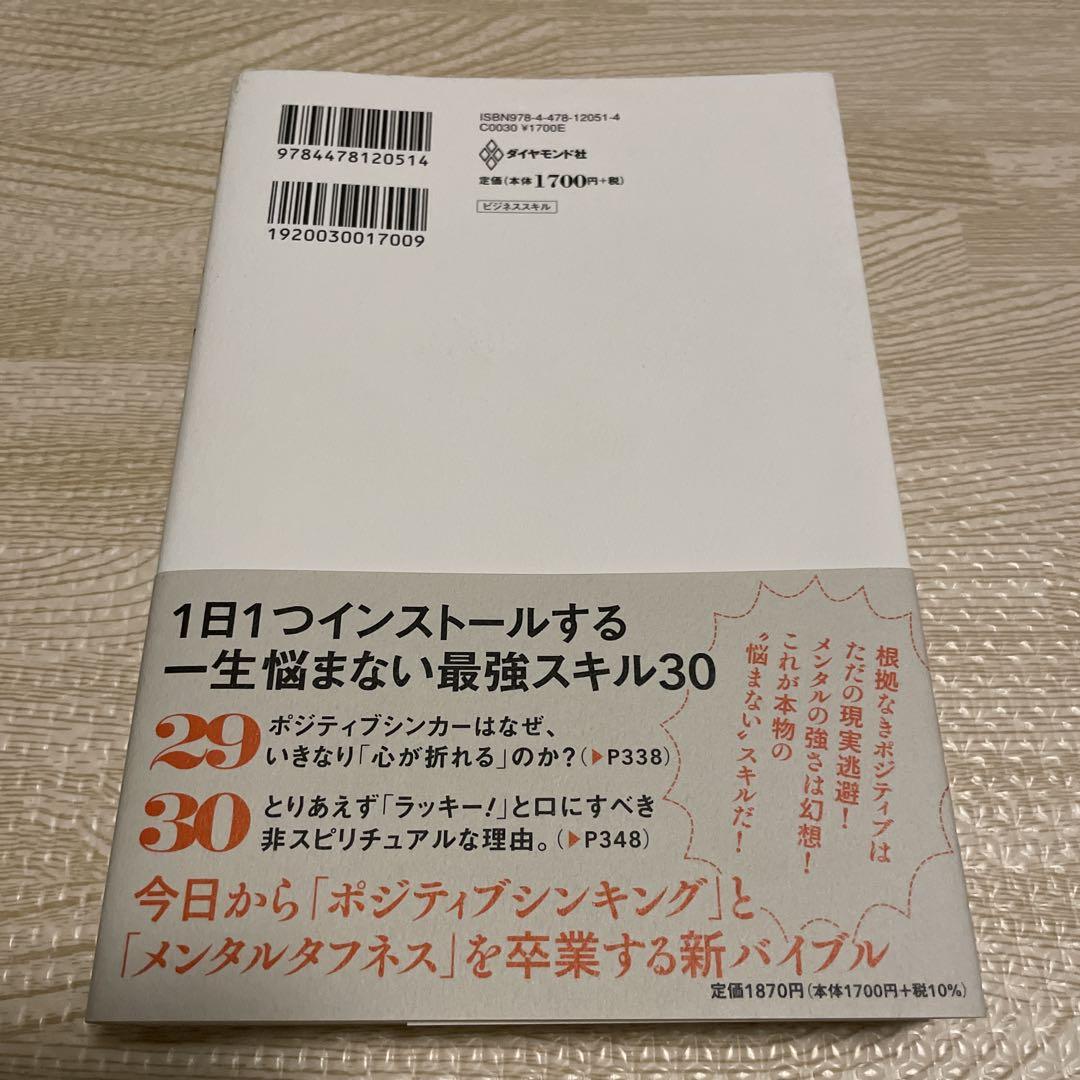 9784478120514
1920030017009
ISBN978-4-478-12051-4
C0030 ¥1700E
ダイヤモンド社
定価(本体1700円+税)
ビジネススキル
1日1つインストールする
一生悩まない最強スキル30
29 ポジティブシンカーはなぜ、
いきなり「心が折れる」のか?(▶P338)
30 とりあえず「ラッキー!」と口にすべき
非スピリチュアルな理由。(▶P348)
根拠なきポジティブは
ただの現実逃避!
メンタルの強さは幻想!
これが本物の
〝悩まない〟スキルだ!
今日から「ポジティブシンキング」と
「メンタルタフネス」を卒業する新バイブル
定価1870円(本体1700円+税10%)